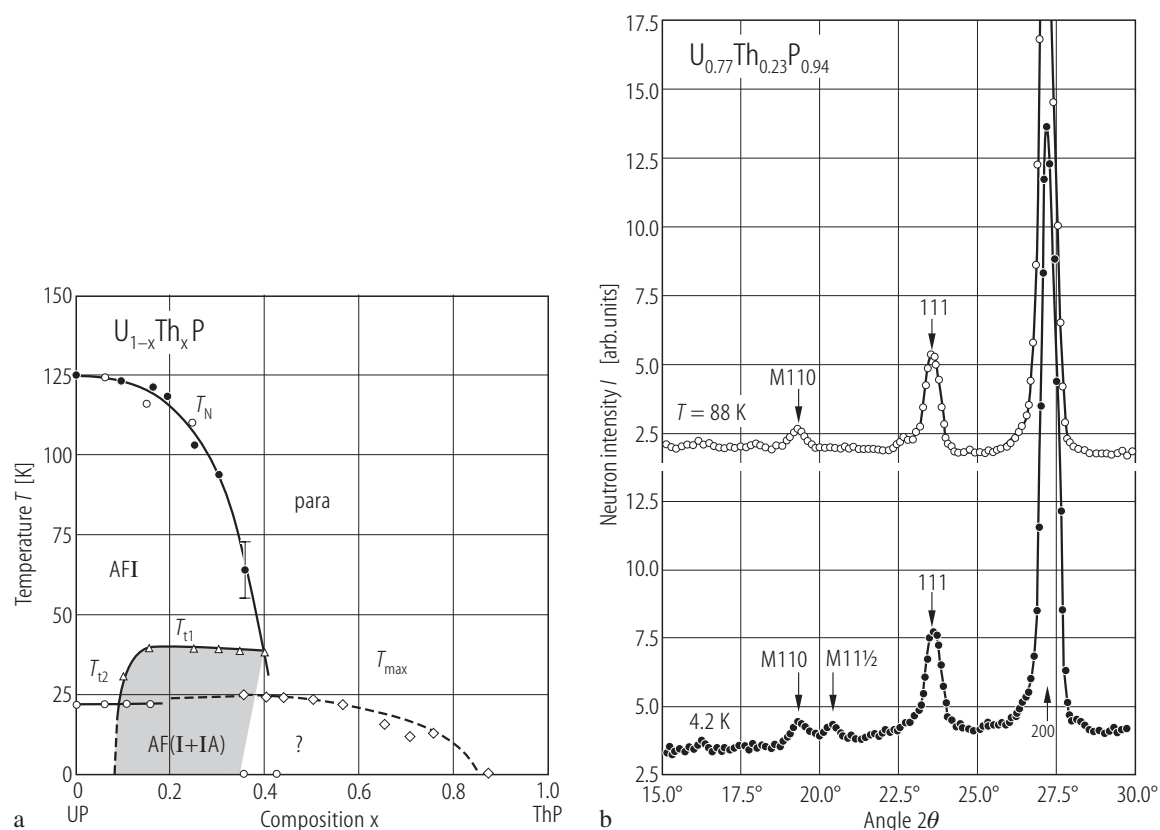 150
125
100
75
50
25
0
Temperature T [K]
U1–xThxP
TN
para
AFI
Tt1
Tt2
Tmax
AF(I+IA)
?
0
0.2
0.4
0.6
0.8
1.0
UP
Composition x
ThP
a
17.5
15.0
12.5
10.0
7.5
5.0
2.5
12.5
10.0
7.5
5.0
2.5
Neutron intensity I [arb.units]
U0.77Th0.23P0.94
111
M110
T = 88 K
111
M110
M11½
4.2 K
200
15.0°
17.5°
20.0°
22.5°
25.0°
27.5°
30.0°
Angle 2θ
b